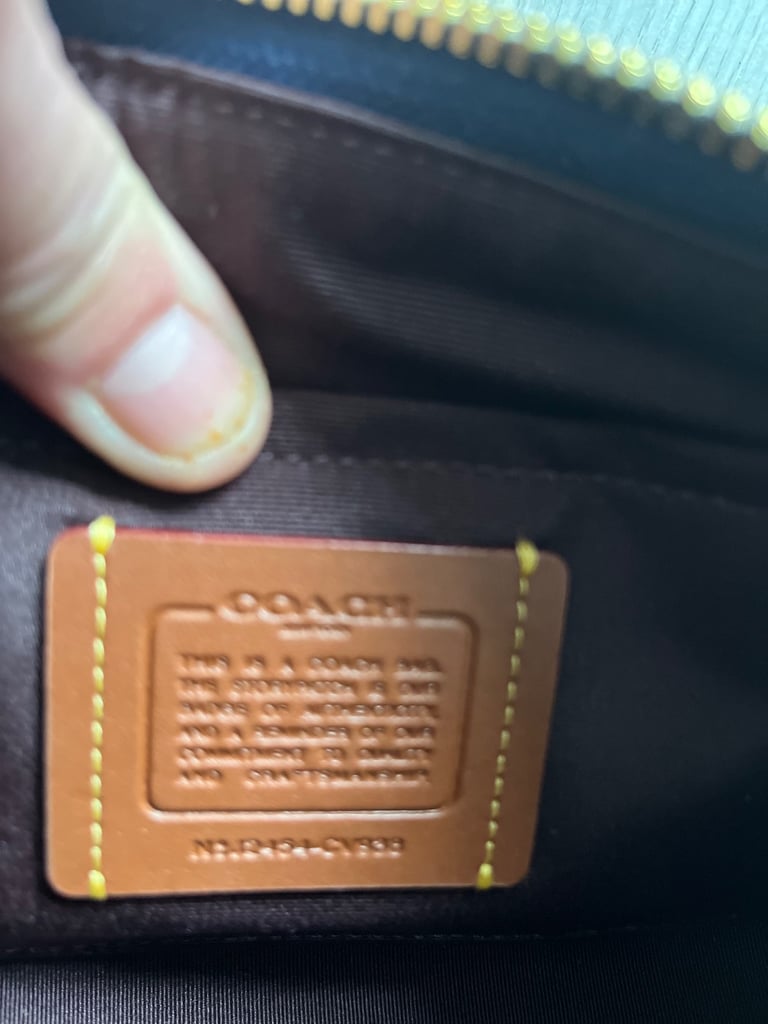 COACH
THIS IS A COACH BAG.
THE STORYPATCH IS OUR
BADGE OF AUTHENTICITY,
AND A REMINDER OF OUR
COMMITMENT TO QUALITY
AND CRAFTSMANSHIP.